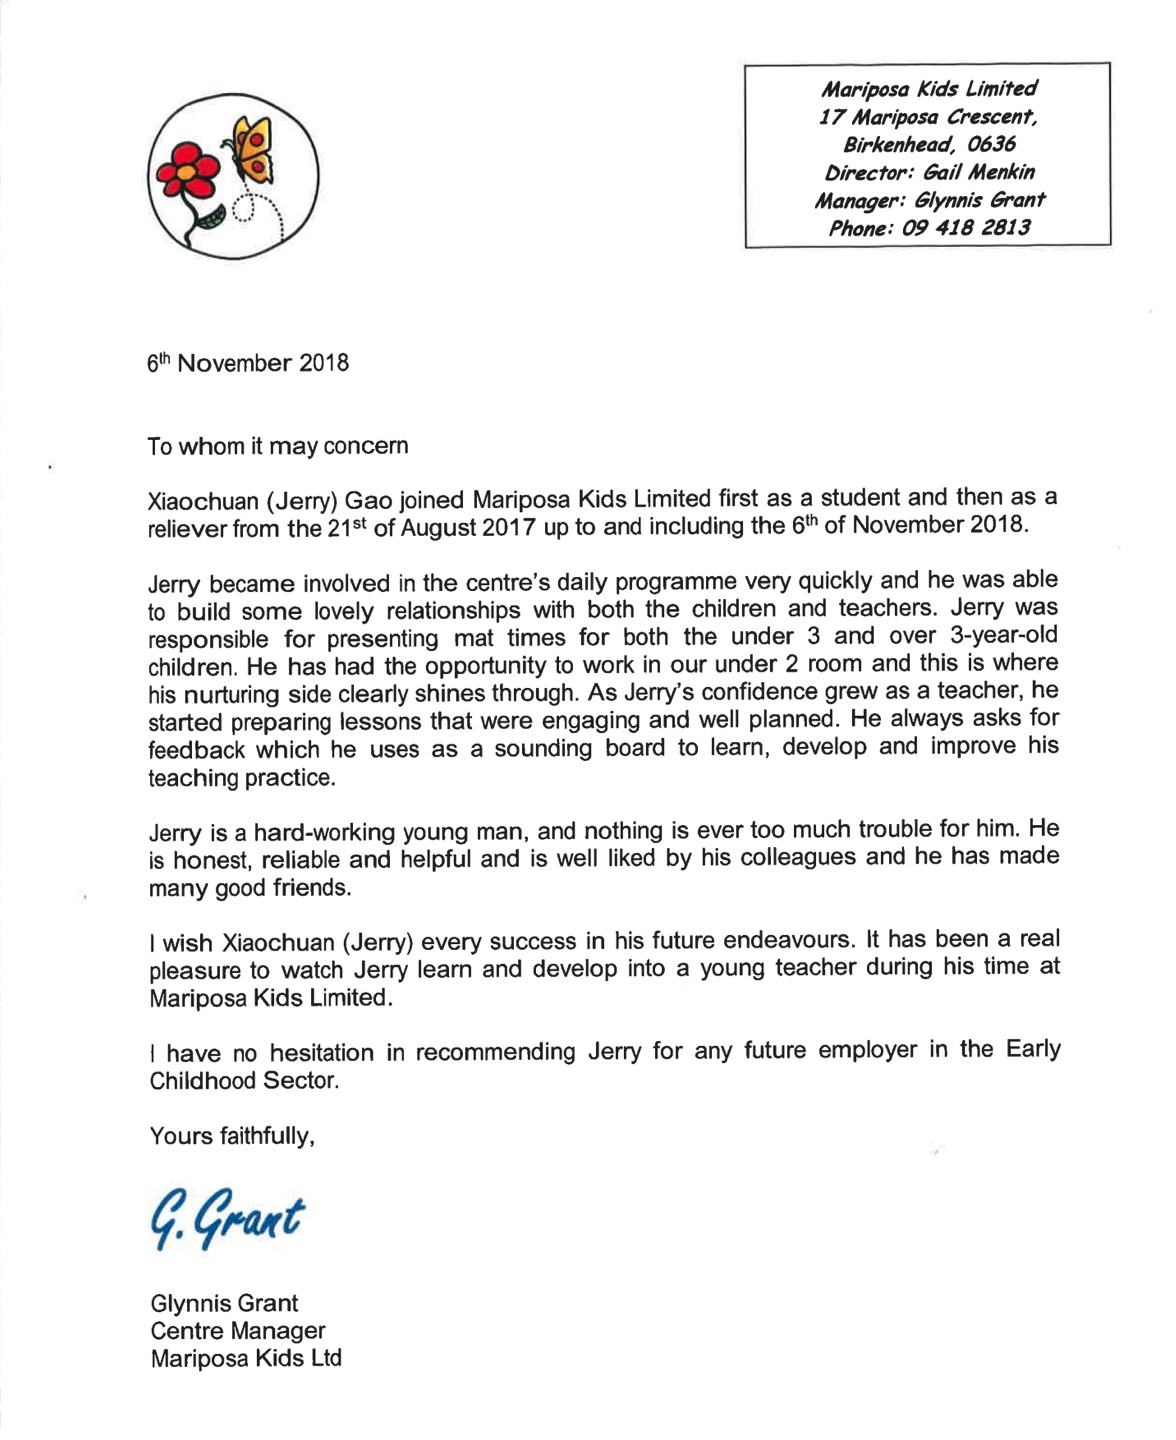 Mariposa Kids Limited
17 Mariposa Crescent,
Birkenhead, 0636
Director: Gail Menkin
Manager: Glynnis Grant
Phone: 09 418 2813
6th November 2018
To whom it may concern
Xiaochuan (Jerry) Gao joined Mariposa Kids Limited first as a student and then as a
reliever from the 21st of August 2017 up to and including the 6th of November 2018.
Jerry became involved in the centre's daily programme very quickly and he was able
to build some lovely relationships with both the children and teachers. Jerry was
responsible for presenting mat times for both the under 3 and over 3-year-old
children. He has had the opportunity to work in our under 2 room and this is where
his nurturing side clearly shines through. As Jerry's confidence grew as a teacher, he
started preparing lessons that were engaging and well planned. He always asks for
feedback which he uses as a sounding board to learn, develop and improve his
teaching practice.
Jerry is a hard-working young man, and nothing is ever too much trouble for him. He
is honest, reliable and helpful and is well liked by his colleagues and he has made
many good friends.
I wish Xiaochuan (Jerry) every success in his future endeavours. It has been a real
pleasure to watch Jerry learn and develop into a young teacher during his time at
Mariposa Kids Limited.
I have no hesitation in recommending Jerry for any future employer in the Early
Childhood Sector.
Yours faithfully,
G. Grant
Glynnis Grant
Centre Manager
Mariposa Kids Ltd